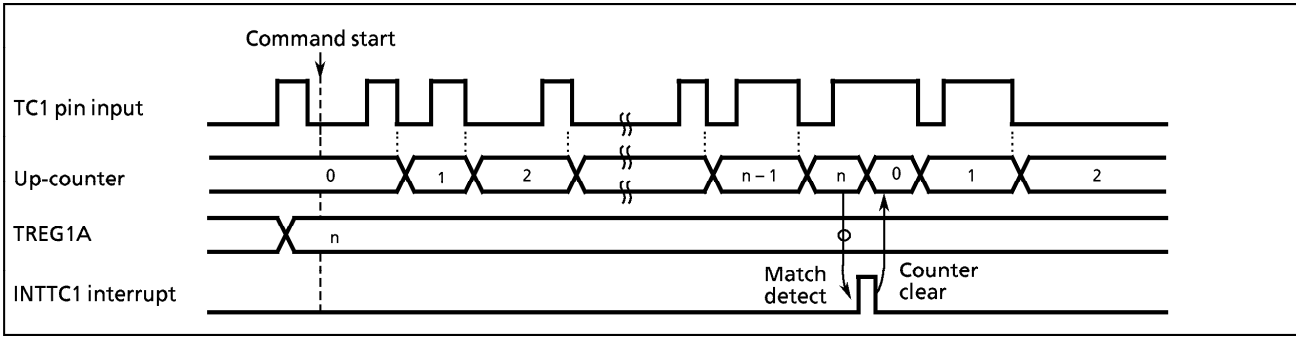 Command start
TC1 pin input
Up-counter
0 1 2 n – 1 n 0 1 2
TREG1A
n
Match detect
Counter clear
INTTC1 interrupt